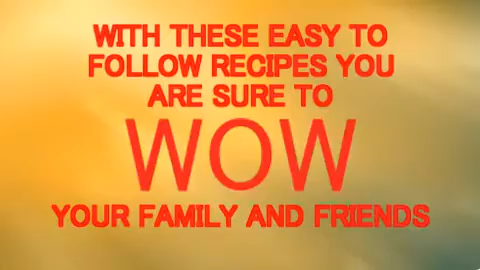 WITH THESE EASY TO
FOLLOW RECIPES YOU
ARE SURE TO
WOW
YOUR FAMILY AND FRIENDS